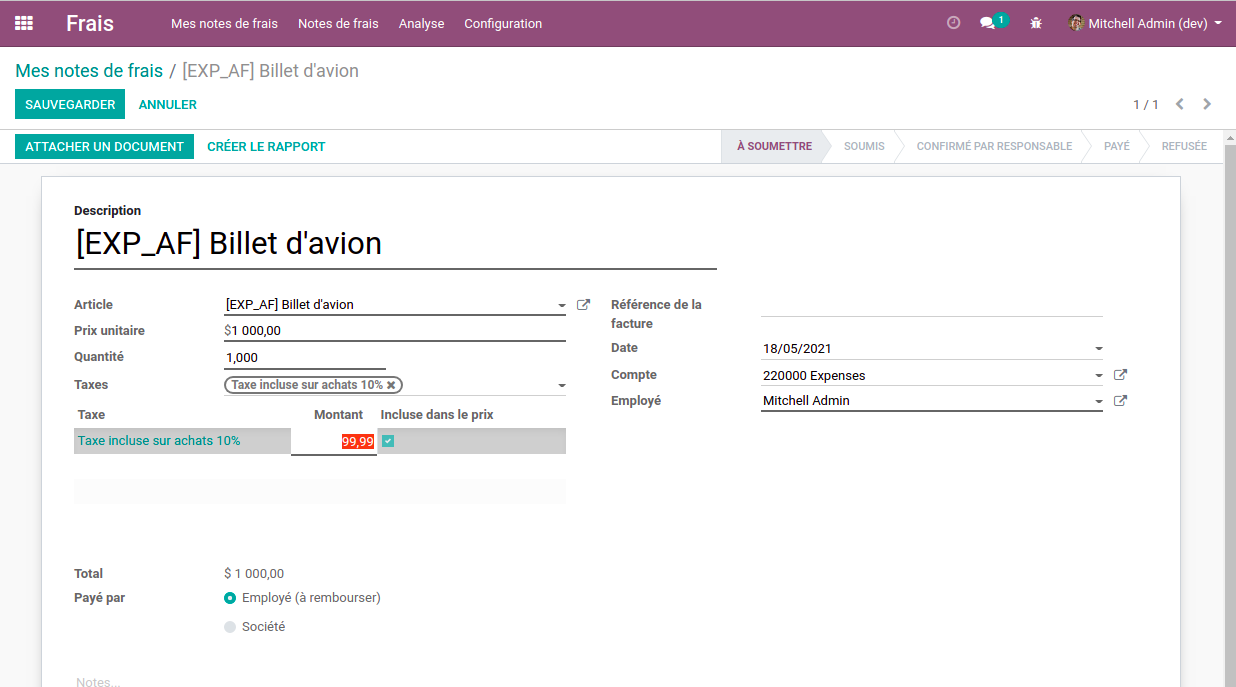 Frais Mes notes de frais Notes de frais Analyse Configuration 1 Mitchell Admin (dev)
Mes notes de frais / [EXP_AF] Billet d'avion
SAUVEGARDER ANNULER 1 / 1
ATTACHER UN DOCUMENT CRÉER LE RAPPORT À SOUMETTRE SOUMIS CONFIRMÉ PAR RESPONSABLE PAYÉ REFUSÉE
Description
[EXP_AF] Billet d'avion
Article [EXP_AF] Billet d'avion
Prix unitaire $1 000,00
Quantité 1,000
Taxes Taxe incluse sur achats 10%
Taxe Montant Incluse dans le prix
Taxe incluse sur achats 10% 99,99
Référence de la
facture
Date 18/05/2021
Compte 220000 Expenses
Employé Mitchell Admin
Total $ 1 000,00
Payé par Employé (à rembourser)
Société
Notes...